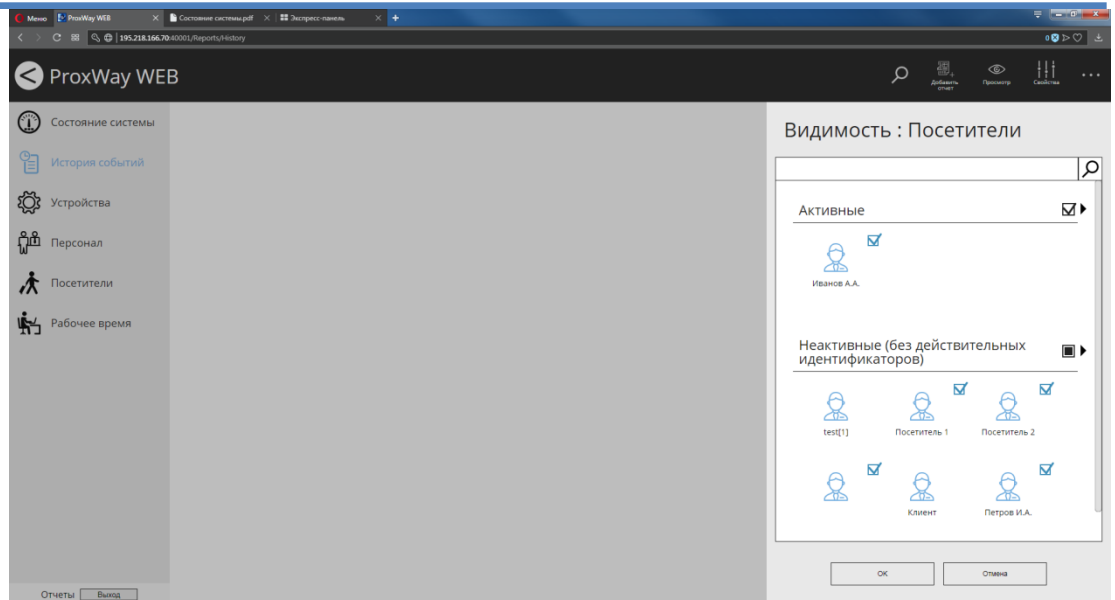 Меню
ProxWay WEB
Состояние системы.pdf
Экспресс-панель
195.218.166.70:40001/Reports/History
0
ProxWay WEB
Добавить отчет
Просмотр
Свойства
Состояние системы
История событий
Устройства
Персонал
Посетители
Рабочее время
Отчеты
Выход
Видимость : Посетители
Активные
Иванов А.А.
Неактивные (без действительных
идентификаторов)
test[1]
Посетитель 1
Посетитель 2
Клиент
Петров И.А.
ОК
Отмена